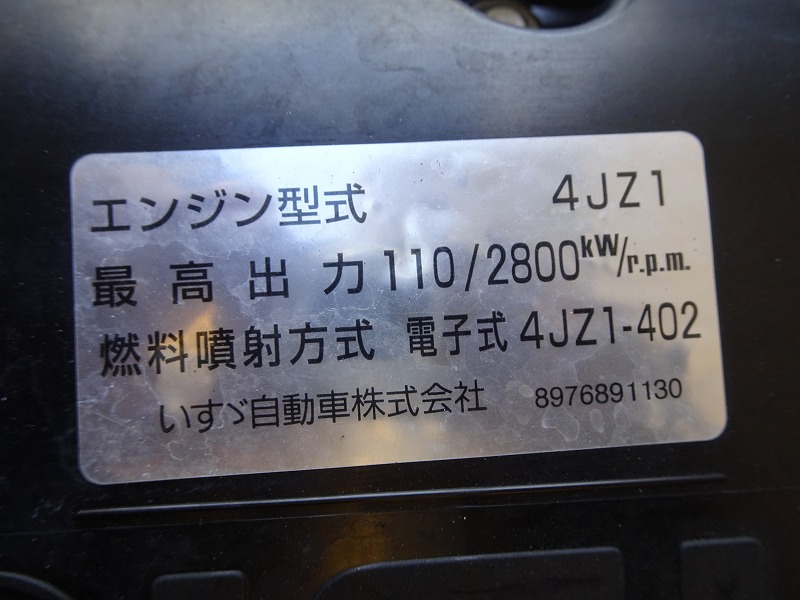 エンジン型式 4JZ1
最高出力 110/2800kW/r.p.m.
燃料噴射方式 電子式 4JZ1-402
いすゞ自動車株式会社 8976891130